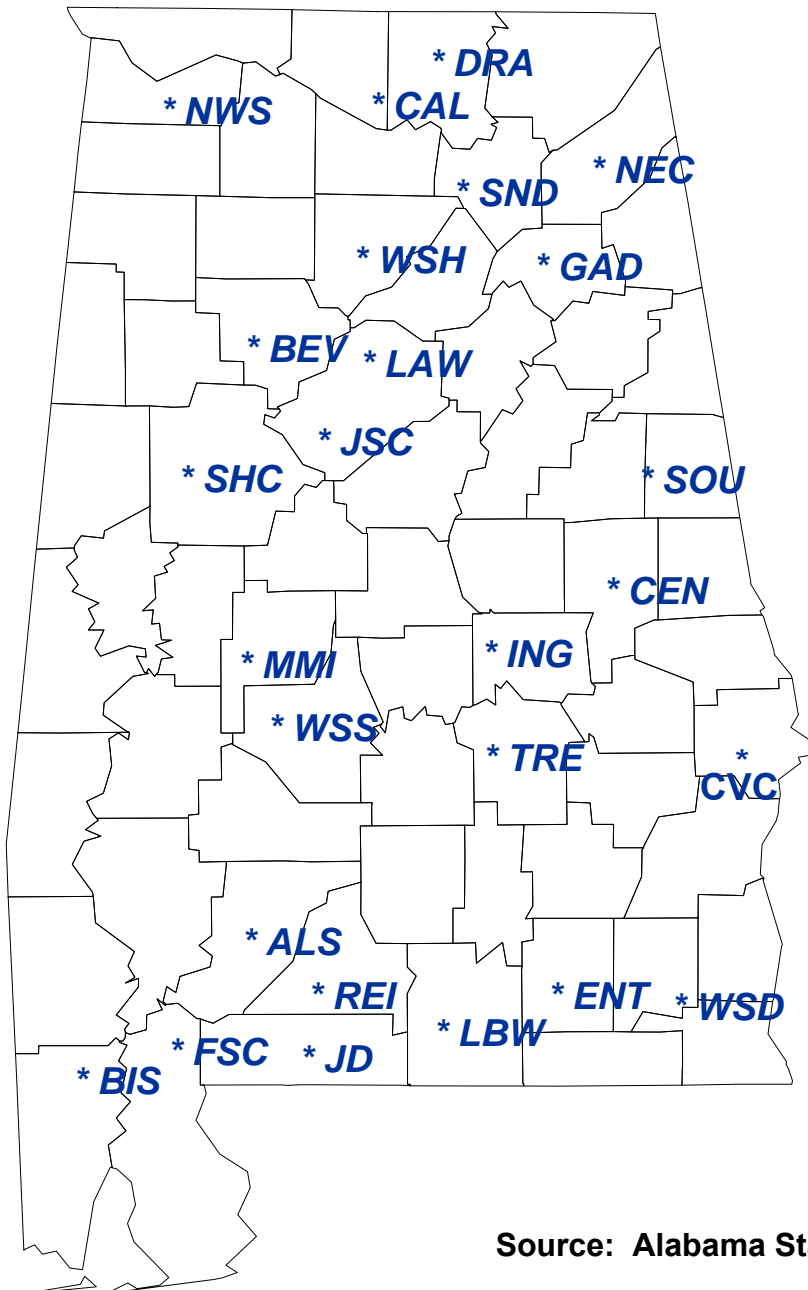 * DRA
* NWS
* CAL
* NEC
* SND
* WSH
* GAD
* BEV
* LAW
* JSC
* SHC
* SOU
* CEN
* ING
* MMI
* WSS
* TRE
*
CVC
* ALS
* REI
* ENT
* WSD
* LBW
* FSC
* JD
* BIS
Source: Alabama Sta